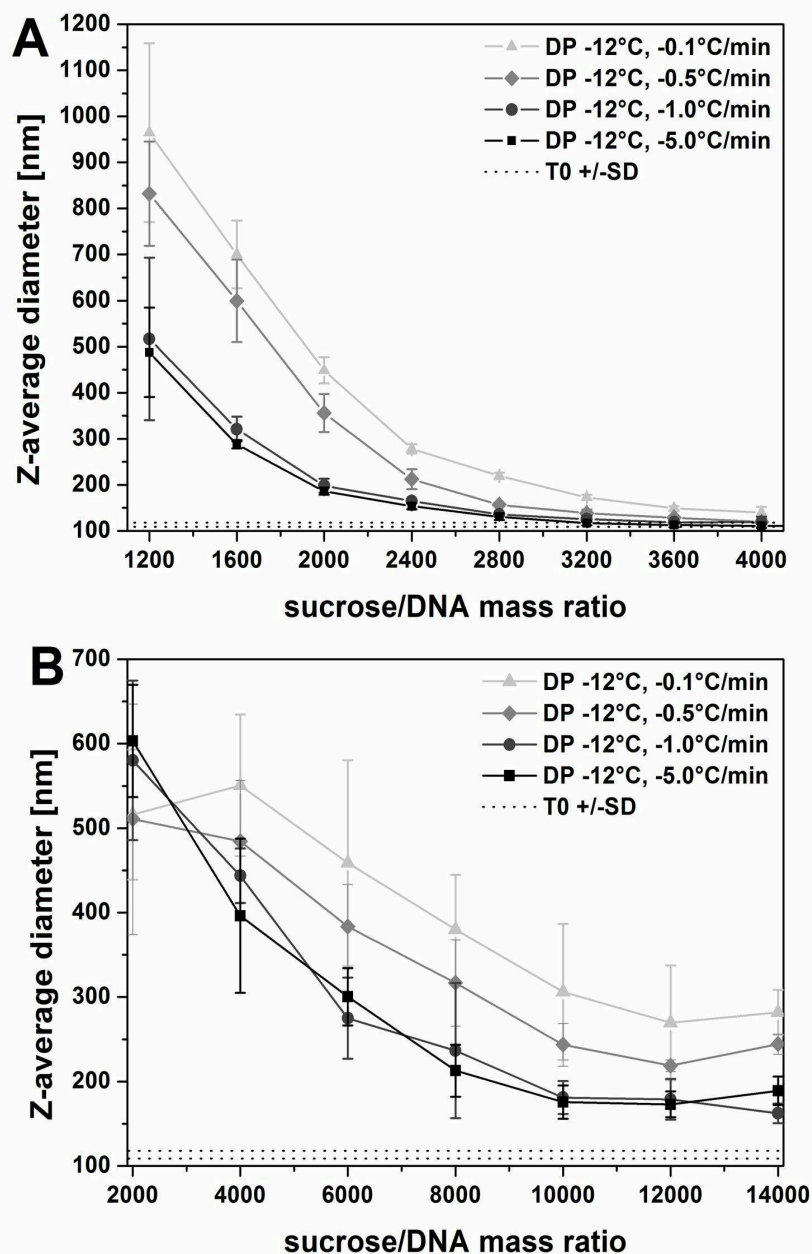 A
Z-average diameter [nm]
1200
1100
1000
900
800
700
600
500
400
300
200
100
DP -12°C, -0.1°C/min
DP -12°C, -0.5°C/min
DP -12°C, -1.0°C/min
DP -12°C, -5.0°C/min
T0 +/-SD
1200 1600 2000 2400 2800 3200 3600 4000
sucrose/DNA mass ratio
B
Z-average diameter [nm]
700
600
500
400
300
200
100
DP -12°C, -0.1°C/min
DP -12°C, -0.5°C/min
DP -12°C, -1.0°C/min
DP -12°C, -5.0°C/min
T0 +/-SD
2000 4000 6000 8000 10000 12000 14000
sucrose/DNA mass ratio